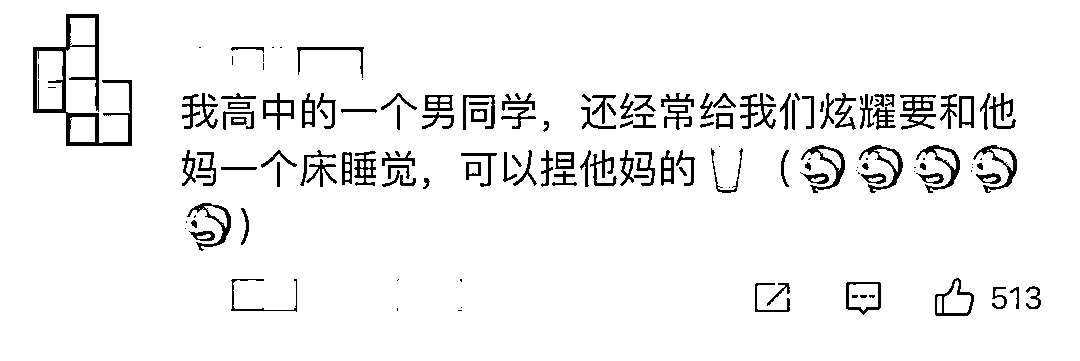 我高中的一个男同学，还经常给我们炫耀要和他
妈一个床睡觉，可以捏他妈的🥛（🤮🤮🤮🤮
🤮）
513